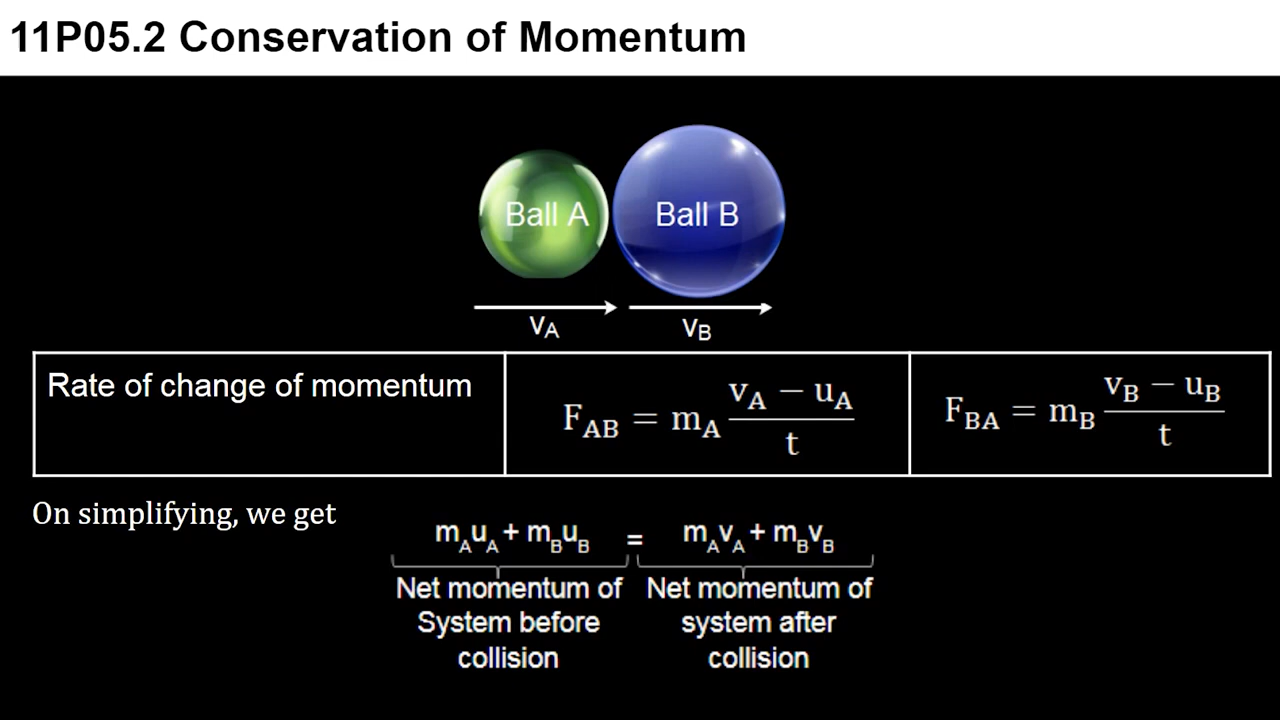 11P05.2 Conservation of Momentum
Ball A
Ball B
vA
vB
Rate of change of momentum
F_AB = m_A (v_A − u_A)/t
F_BA = m_B (v_B − u_B)/t
On simplifying, we get
m_A u_A + m_B u_B = m_A v_A + m_B v_B
Net momentum of
System before
collision
Net momentum of
system after
collision